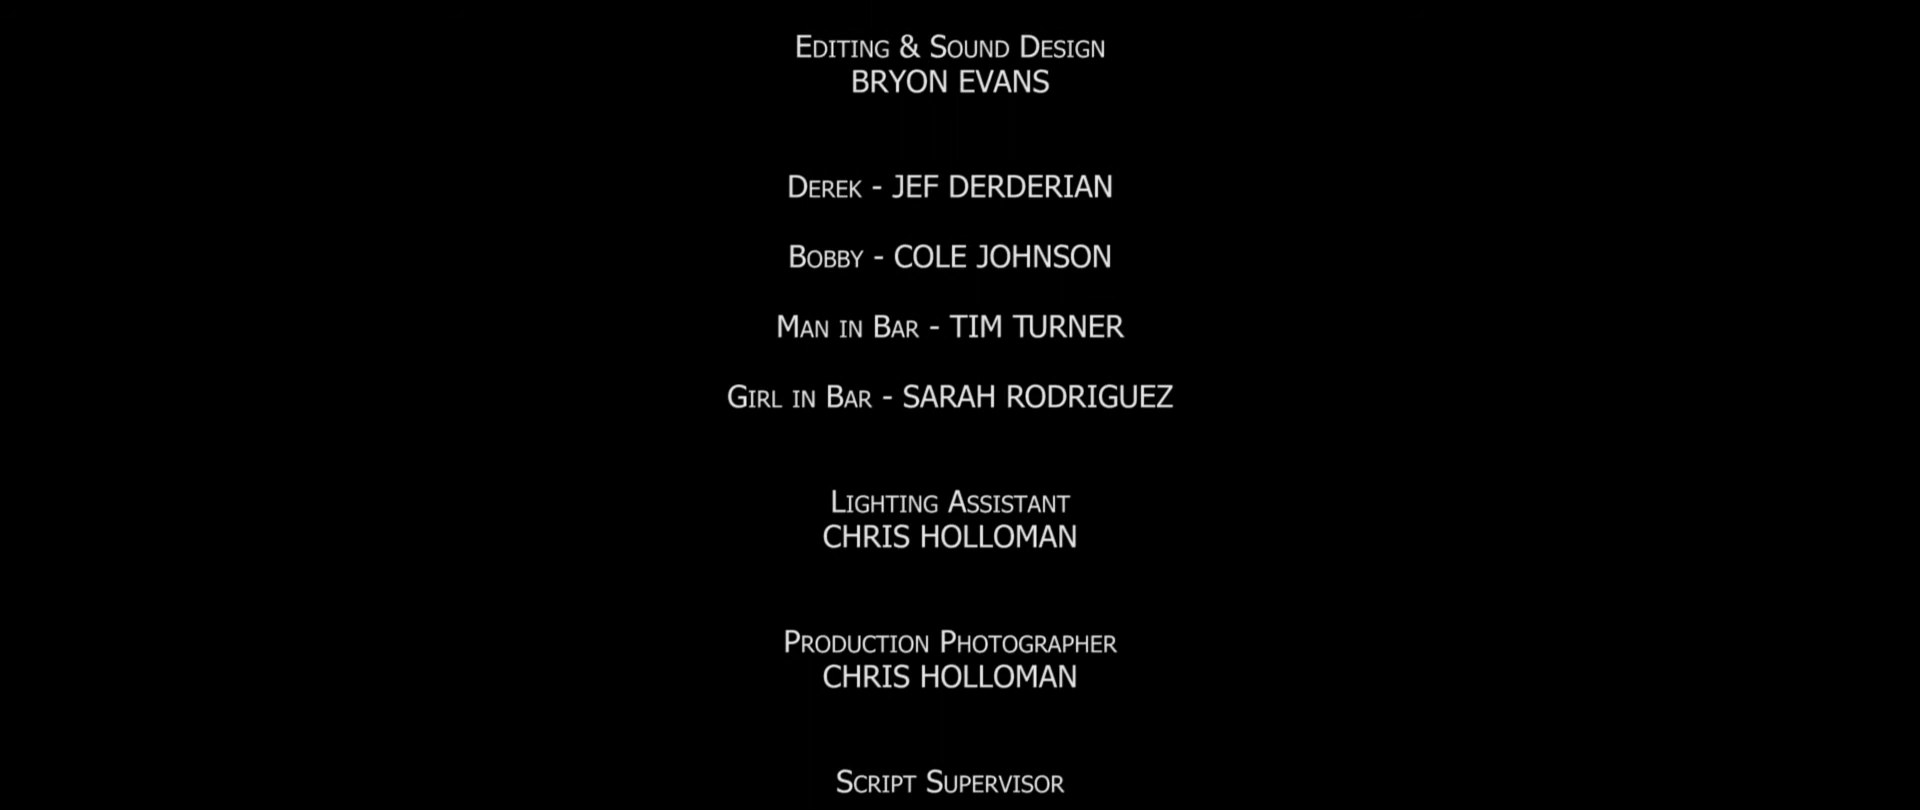 Editing & Sound Design
BRYON EVANS
Derek - JEF DERDERIAN
Bobby - COLE JOHNSON
Man in Bar - TIM TURNER
Girl in Bar - SARAH RODRIGUEZ
Lighting Assistant
CHRIS HOLLOMAN
Production Photographer
CHRIS HOLLOMAN
Script Supervisor